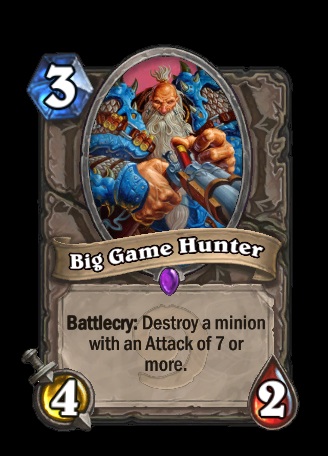 3
Big Game Hunter
Battlecry: Destroy a minion
with an Attack of 7 or
more.
4
2